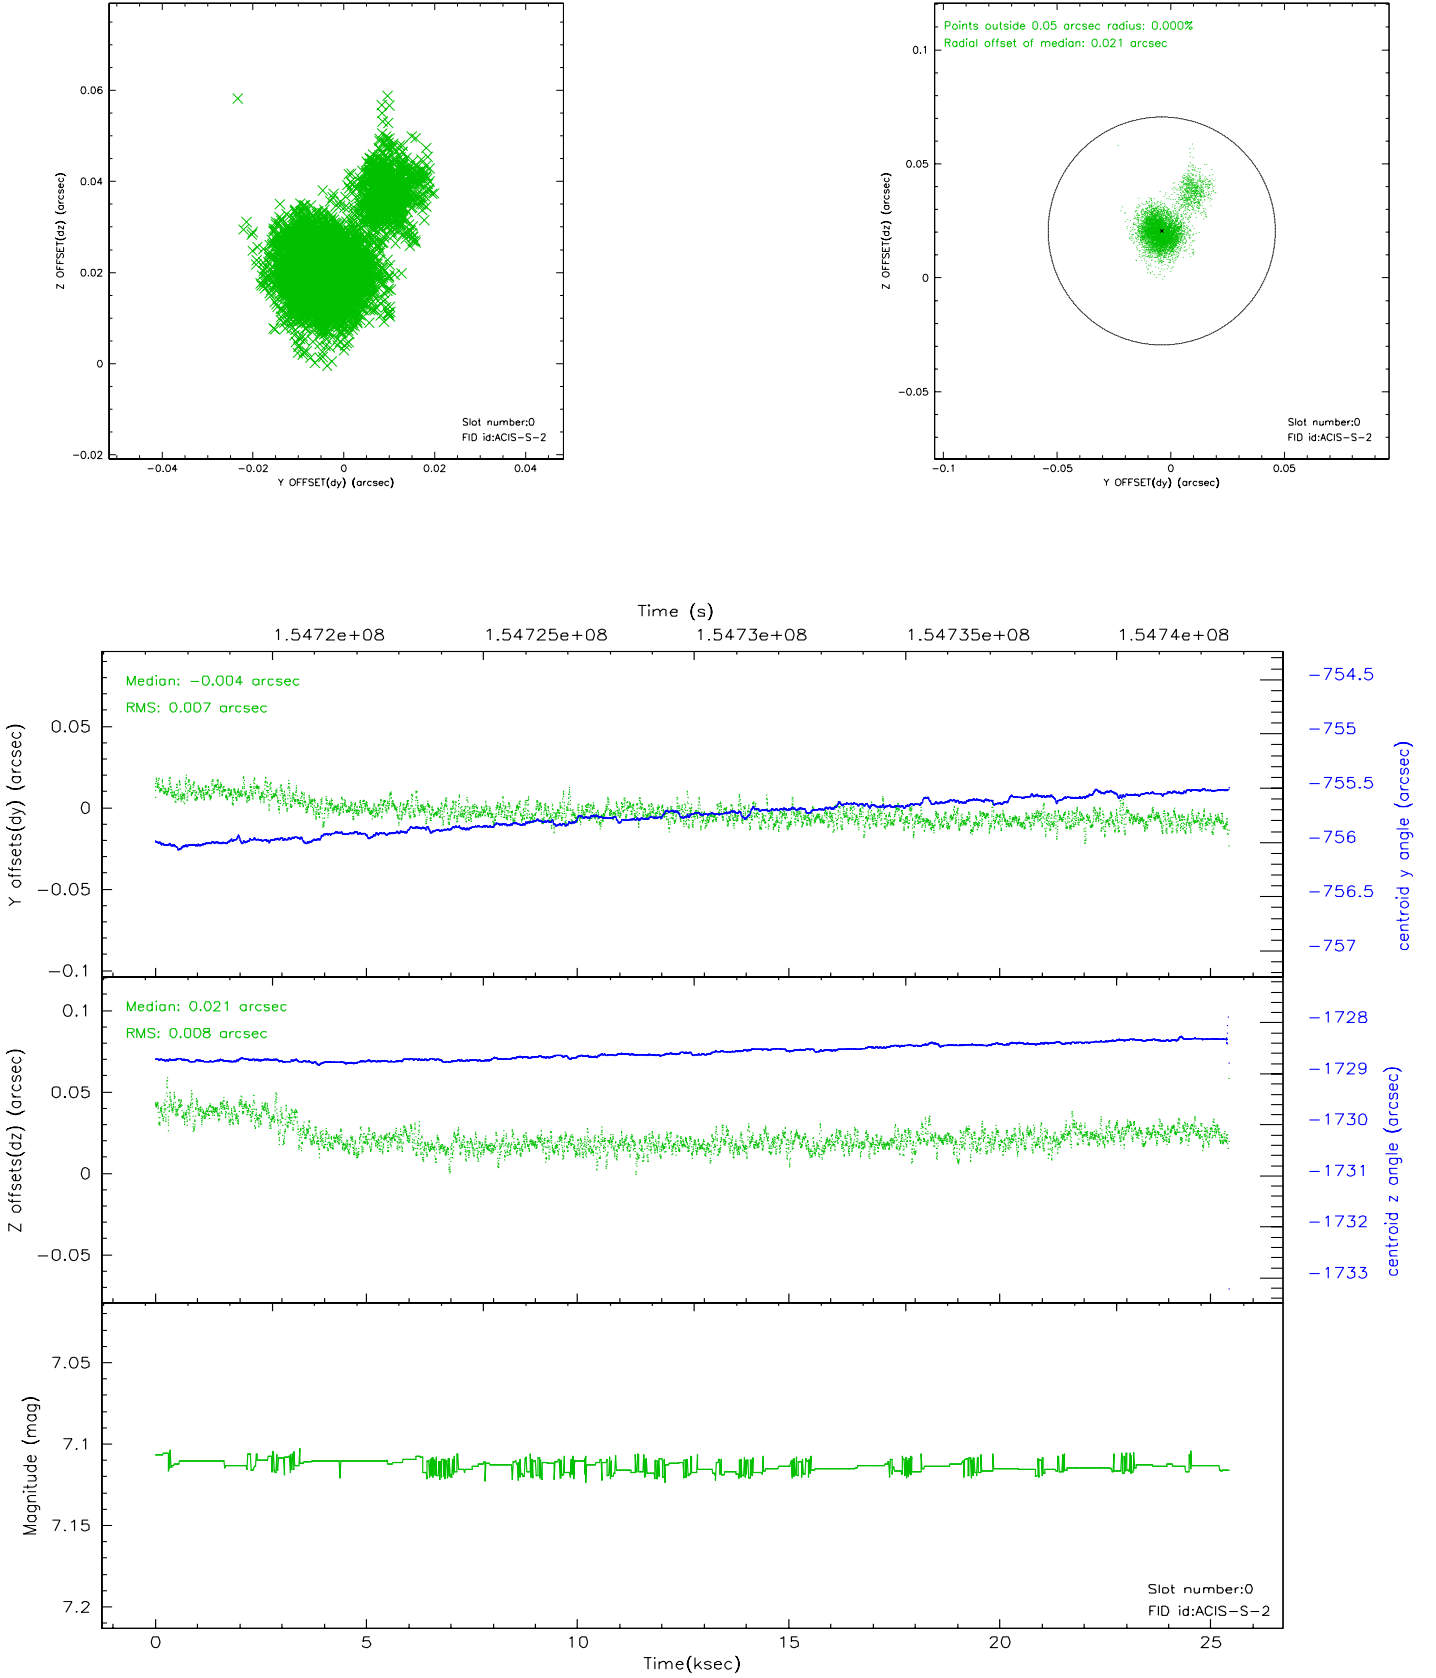 0.06
0.04
0.02
0
−0.02
Z OFFSET(dz) (arcsec)
−0.04
−0.02
0
0.02
0.04
Y OFFSET(dy) (arcsec)
Slot number:0
FID id:ACIS−S−2
Points outside 0.05 arcsec radius: 0.000%
Radial offset of median: 0.021 arcsec
0.1
0.05
0
−0.05
Z OFFSET(dz) (arcsec)
−0.1
−0.05
0
0.05
Y OFFSET(dy) (arcsec)
Slot number:0
FID id:ACIS−S−2
Time (s)
1.5472e+08
1.54725e+08
1.5473e+08
1.54735e+08
1.5474e+08
Median: −0.004 arcsec
RMS: 0.007 arcsec
0.05
0
−0.05
−0.1
Y offsets(dy) (arcsec)
−754.5
−755
−755.5
−756
−756.5
−757
centroid y angle (arcsec)
Median: 0.021 arcsec
RMS: 0.008 arcsec
0.1
0.05
0
−0.05
Z offsets(dz) (arcsec)
−1728
−1729
−1730
−1731
−1732
−1733
centroid z angle (arcsec)
7.05
7.1
7.15
7.2
Magnitude (mag)
Slot number:0
FID id:ACIS−S−2
0
5
10
15
20
25
Time(ksec)